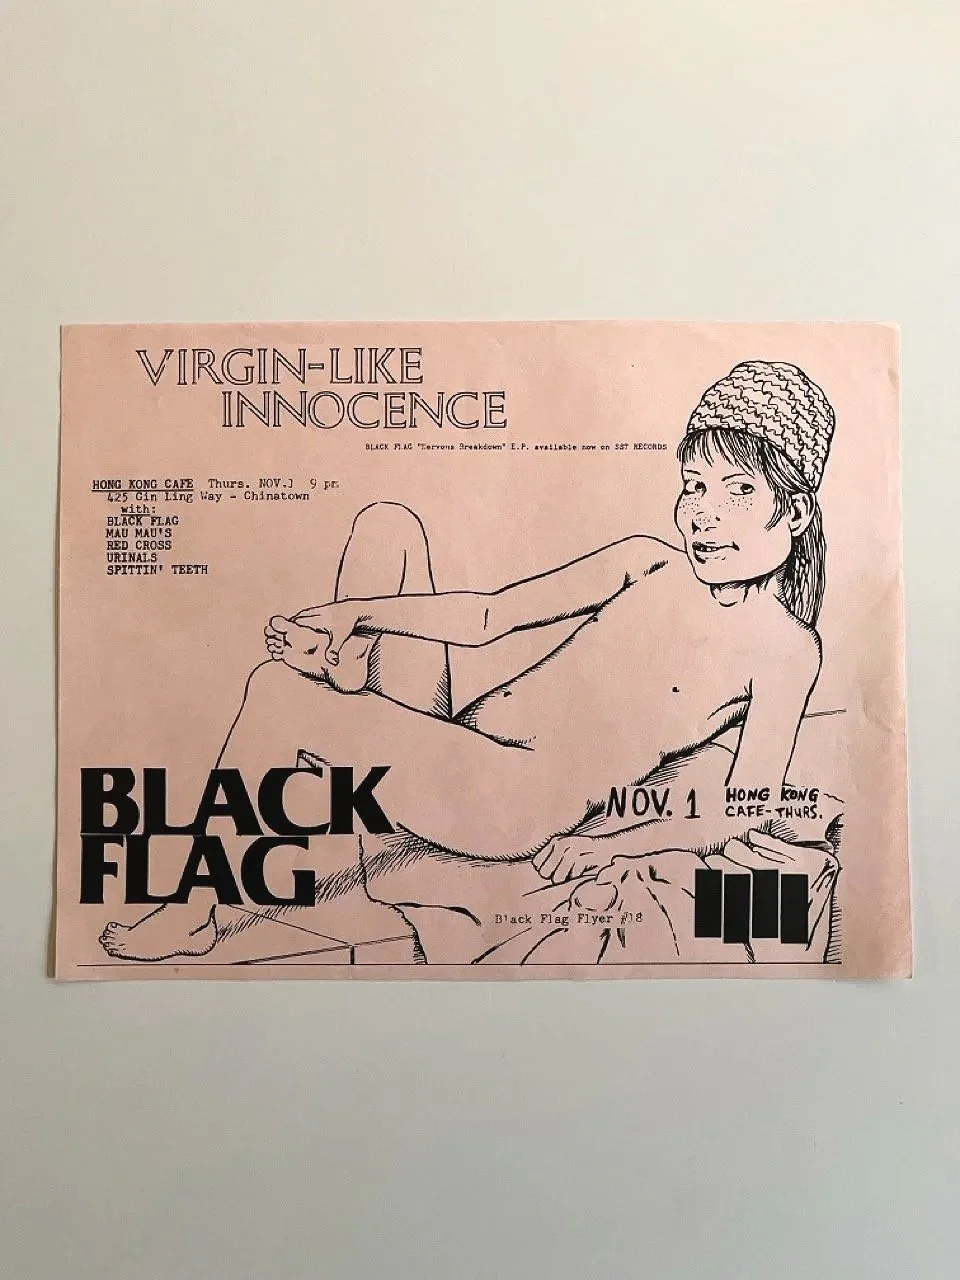 VIRGIN-LIKE
INNOCENCE
BLACK FLAG "Nervous Breakdown" E.P. available now on SST RECORDS
HONG KONG CAFE Thurs. NOV.1 9 pm
425 Gin Ling Way - Chinatown
with:
BLACK FLAG
MAU MAU'S
RED CROSS
URINALS
SPITTIN' TEETH
BLACK
FLAG
NOV. 1
HONG KONG
CAFE-THURS.
Black Flag Flyer #18